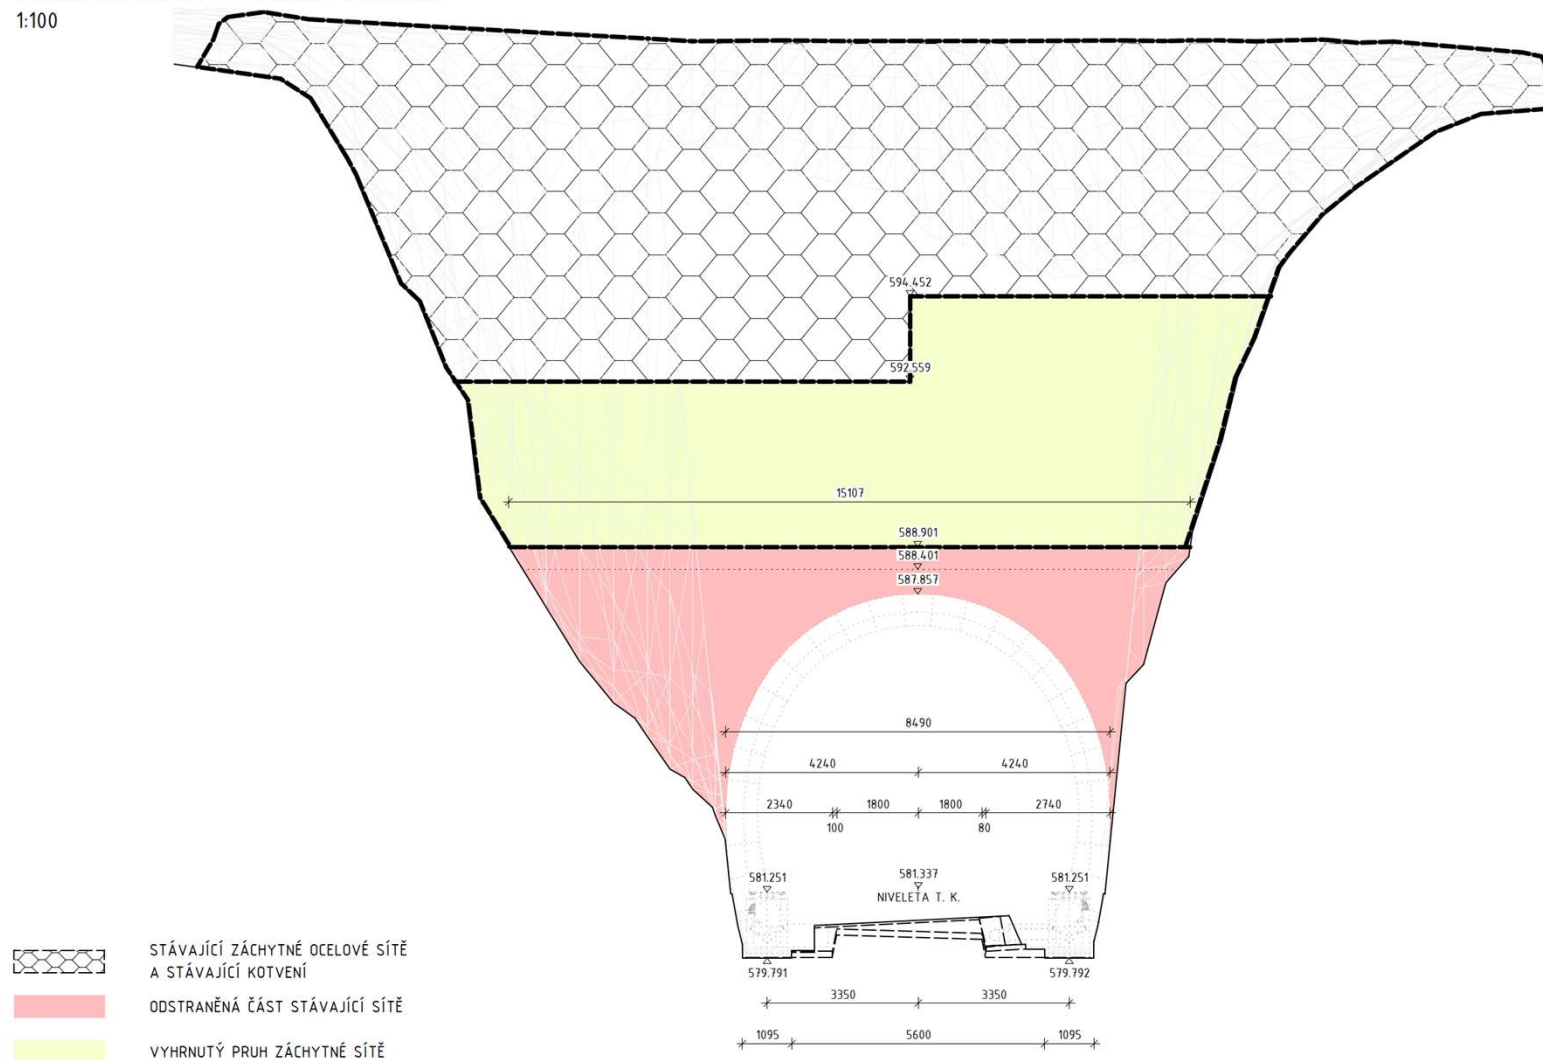 1:100
594.452
592.559
15107
588.901
588.401
587.857
8490
4240 4240
2340 1800 1800 2740
100 80
581.251 581.337 581.251
NIVELETA T. K.
579.791 579.792
3350 3350
1095 5600 1095
STÁVAJÍCÍ ZÁCHYTNÉ OCELOVÉ SÍTĚ
A STÁVAJÍCÍ KOTVENÍ
ODSTRANĚNÁ ČÁST STÁVAJÍCÍ SÍTĚ
VYHRNUTÝ PRUH ZÁCHYTNÉ SÍTĚ